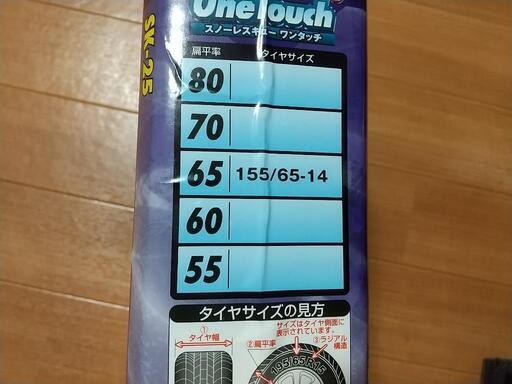 OneTouch
スノーレスキュー ワンタッチ
SK-25
扁平率 タイヤサイズ
80
70
65 155/65-14
60
55
タイヤサイズの見方
サイズはタイヤ側面に
表示されています
①
タイヤ幅
②扁平率
③ラジアル
構造
195/65R15